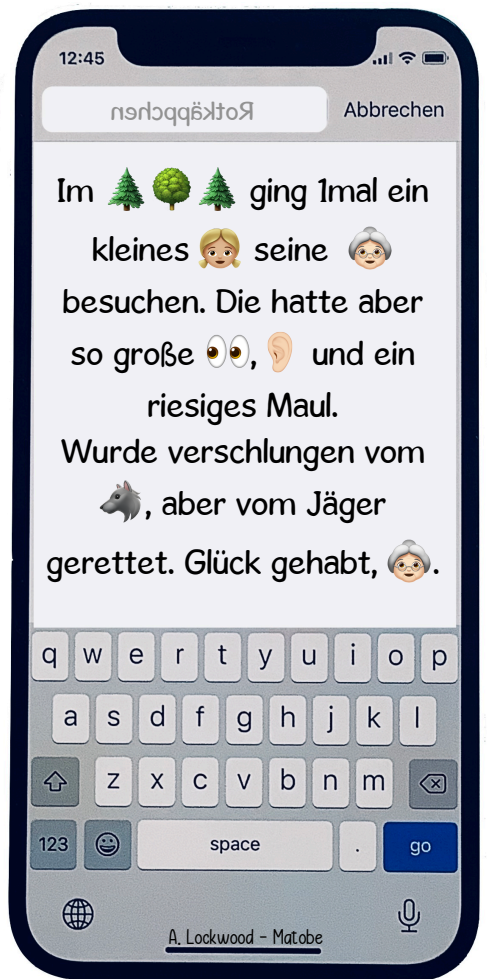 12:45
Rotkäppchen
Abbrechen
Im 🌲🌳🌲 ging 1mal ein
kleines 👧🏼 seine 👵🏻
besuchen. Die hatte aber
so große 👀,👂🏻 und ein
riesiges Maul.
Wurde verschlungen vom
🐺, aber vom Jäger
gerettet. Glück gehabt, 👵🏻.
q w e r t y u i o p
a s d f g h j k l
z x c v b n m
123 space . go
A. Lockwood - Matobe